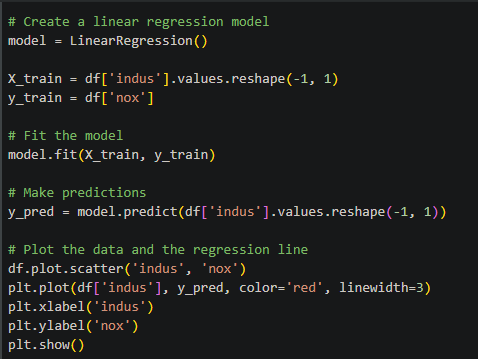 # Create a linear regression model
model = LinearRegression()
X_train = df['indus'].values.reshape(-1, 1)
y_train = df['nox']
# Fit the model
model.fit(X_train, y_train)
# Make predictions
y_pred = model.predict(df['indus'].values.reshape(-1, 1))
# Plot the data and the regression line
df.plot.scatter('indus', 'nox')
plt.plot(df['indus'], y_pred, color='red', linewidth=3)
plt.xlabel('indus')
plt.ylabel('nox')
plt.show()